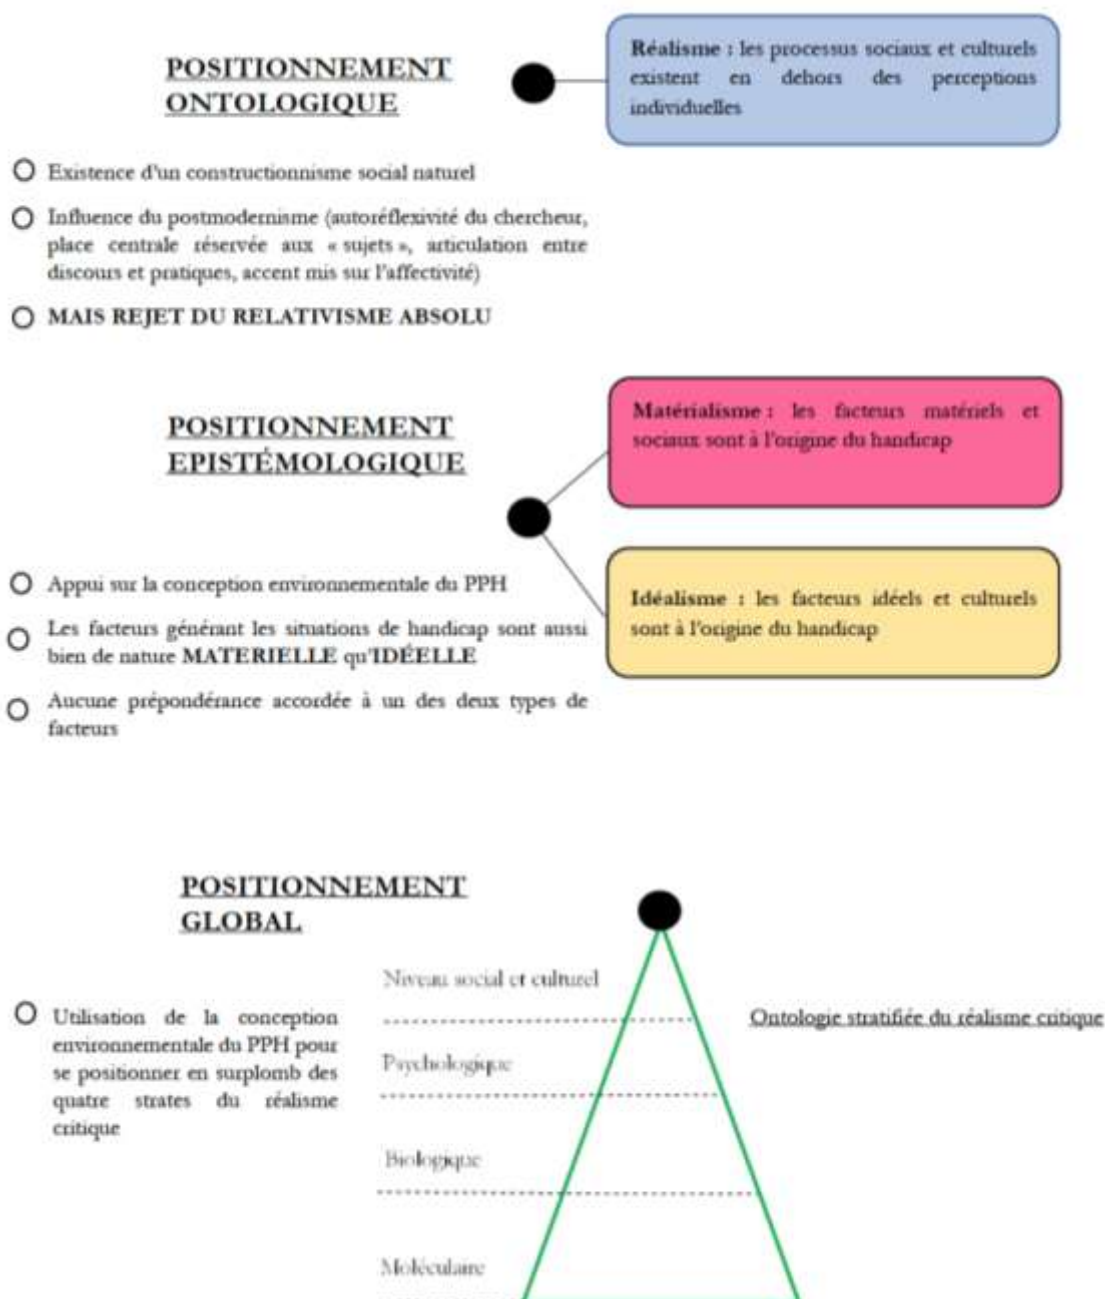 POSITIONNEMENT
ONTOLOGIQUE
Réalisme : les processus sociaux et culturels
existent en dehors des perceptions
individuelles
Existence d'un constructionnisme social naturel
Influence du postmodernisme (autoréflexivité du chercheur,
place centrale réservée aux « sujets », articulation entre
discours et pratiques, accent mis sur l'affectivité)
MAIS REJET DU RELATIVISME ABSOLU
POSITIONNEMENT
EPISTÉMOLOGIQUE
Matérialisme : les facteurs matériels et
sociaux sont à l'origine du handicap
Idéalisme : les facteurs idéels et culturels
sont à l'origine du handicap
Appui sur la conception environnementale du PPH
Les facteurs générant les situations de handicap sont aussi
bien de nature MATERIELLE qu'IDÉELLE
Aucune prépondérance accordée à un des deux types de
facteurs
POSITIONNEMENT
GLOBAL
Utilisation de la conception
environnementale du PPH pour
se positionner en surplomb des
quatre strates du réalisme
critique
Niveau social et culturel
Psychologique
Biologique
Moléculaire
Ontologie stratifiée du réalisme critique